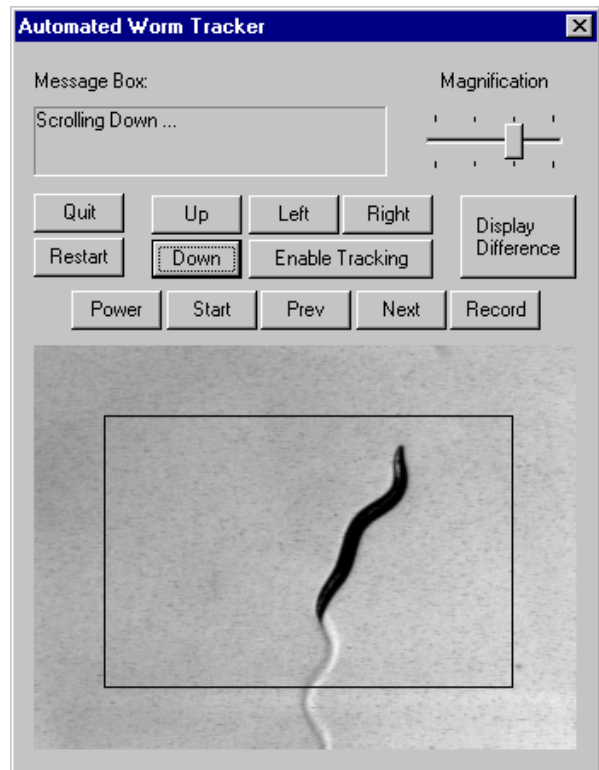 Automated Worm Tracker
Message Box:
Magnification
Scrolling Down ...
Quit
Up
Left
Right
Display
Difference
Restart
Down
Enable Tracking
Power
Start
Prev
Next
Record